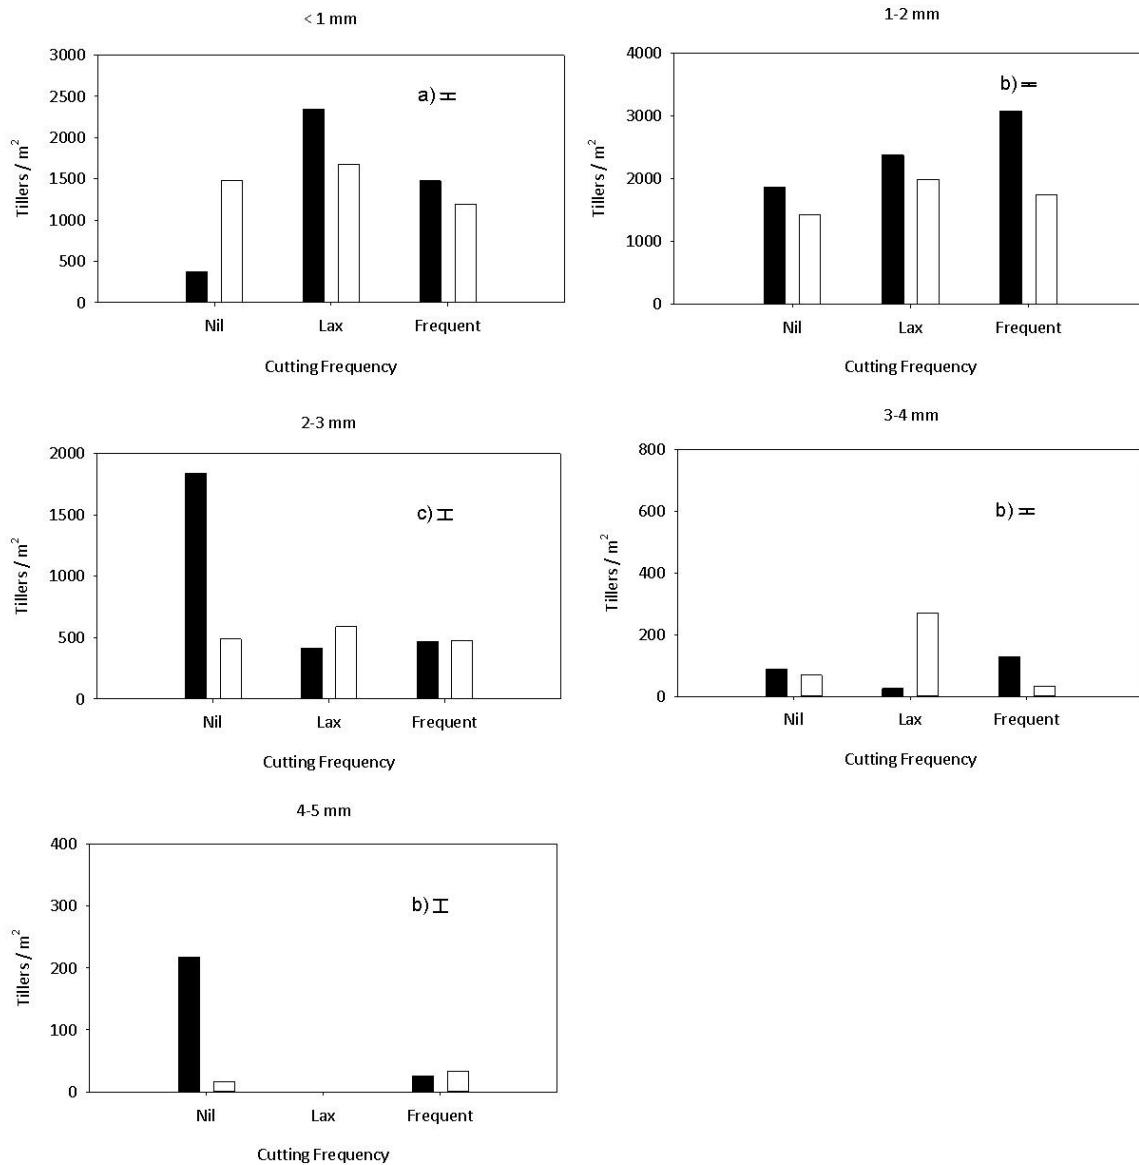 < 1 mm
3000
2500
2000
1500
1000
500
0
Tillers / m²
a)
Nil Lax Frequent
Cutting Frequency
1-2 mm
4000
3000
2000
1000
0
Tillers / m²
b)
Nil Lax Frequent
Cutting Frequency
2-3 mm
2000
1500
1000
500
0
Tillers / m²
c)
Nil Lax Frequent
Cutting Frequency
3-4 mm
800
600
400
200
0
Tillers / m²
b)
Nil Lax Frequent
Cutting Frequency
4-5 mm
400
300
200
100
0
Tillers / m²
b)
Nil Lax Frequent
Cutting Frequency